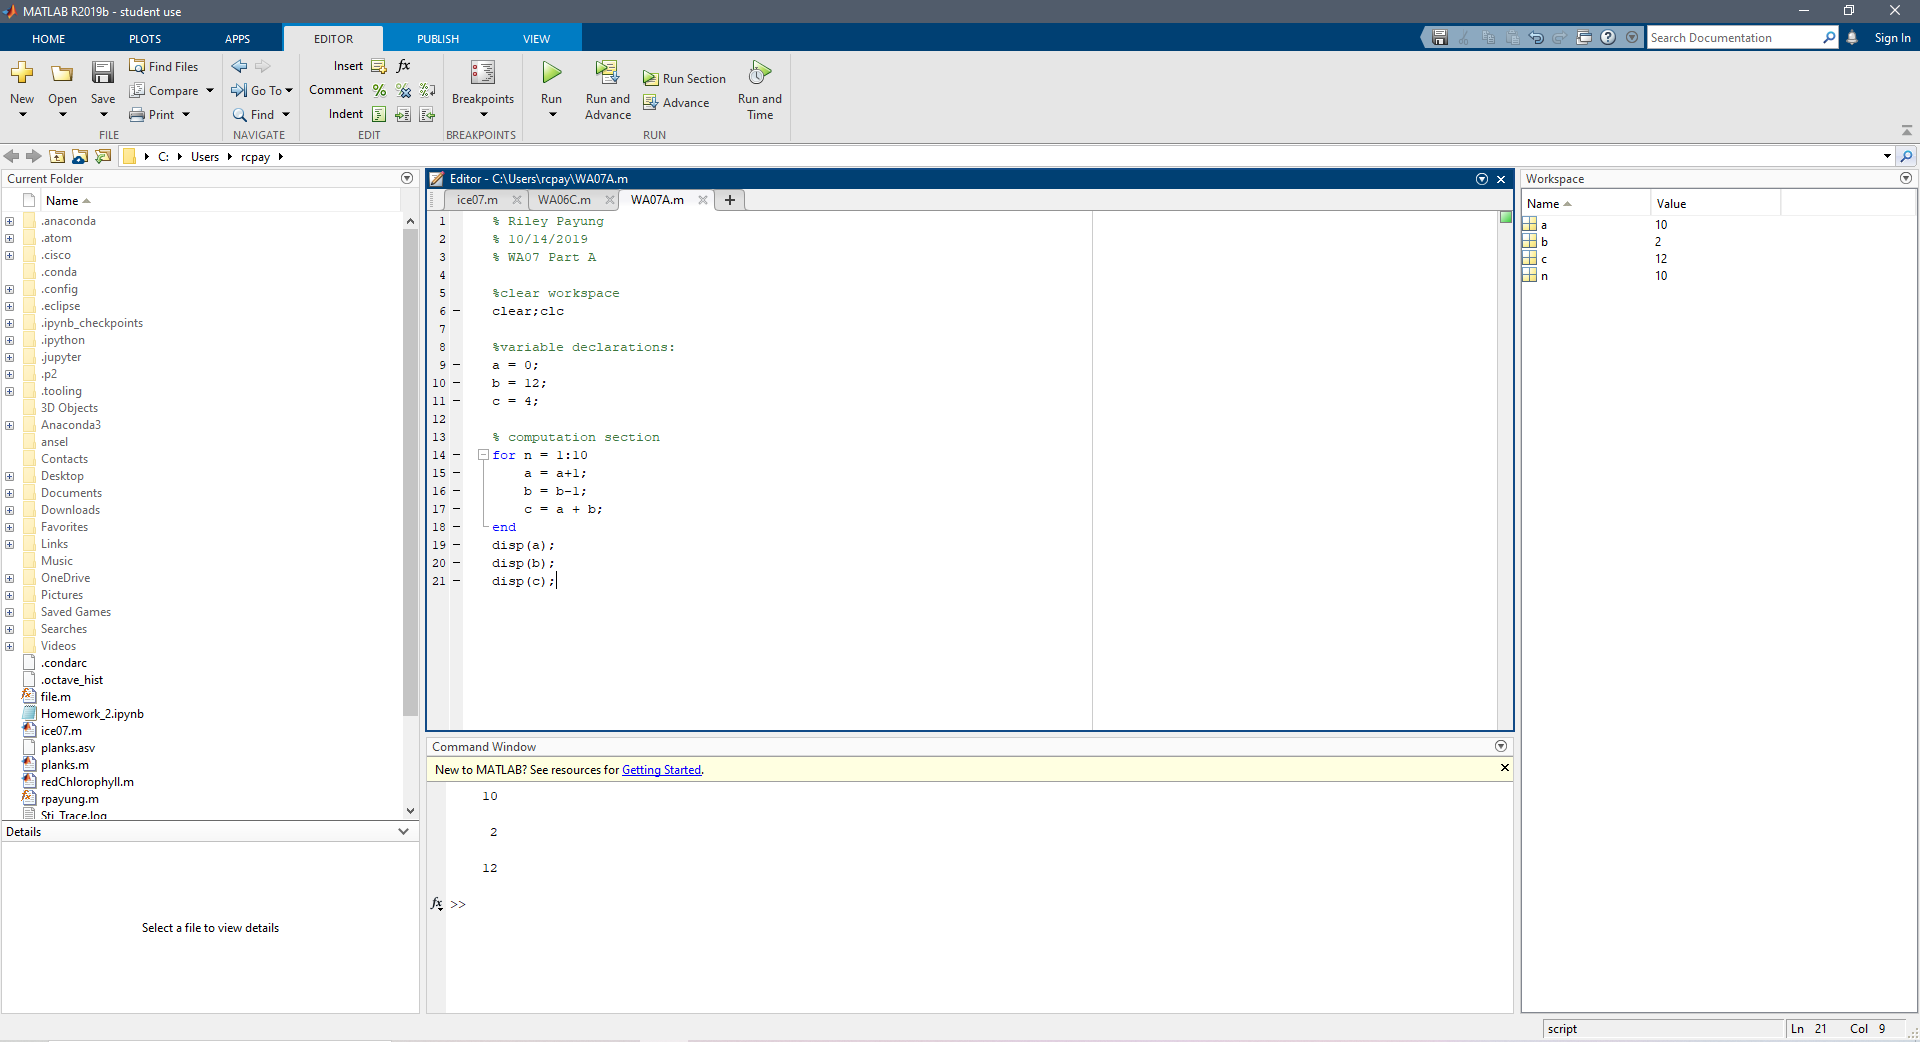 MATLAB R2019b - student use
HOME PLOTS APPS EDITOR PUBLISH VIEW
Search Documentation
Sign In
New
Open
Save
Find Files
Compare
Print
FILE
Go To
Find
NAVIGATE
Insert
Comment
Indent
EDIT
Breakpoints
BREAKPOINTS
Run
Run and
Advance
Run Section
Advance
Run and
Time
RUN
C: Users rcpay
Current Folder
Name
.anaconda
.atom
.cisco
.conda
.config
.eclipse
.ipynb_checkpoints
.ipython
.jupyter
.p2
.tooling
3D Objects
Anaconda3
ansel
Contacts
Desktop
Documents
Downloads
Favorites
Links
Music
OneDrive
Pictures
Saved Games
Searches
Videos
.condarc
.octave_hist
file.m
Homework_2.ipynb
ice07.m
planks.asv
planks.m
redChlorophyll.m
rpayung.m
Sti_Trace.log
Details
Select a file to view details
Editor - C:\Users\rcpay\WA07A.m
ice07.m WA06C.m WA07A.m
1 % Riley Payung
2 % 10/14/2019
3 % WA07 Part A
4
5 %clear workspace
6 clear;clc
7
8 %variable declarations:
9 a = 0;
10 b = 12;
11 c = 4;
12
13 % computation section
14 for n = 1:10
15 a = a+1;
16 b = b-1;
17 c = a + b;
18 end
19 disp(a);
20 disp(b);
21 disp(c);
Command Window
New to MATLAB? See resources for Getting Started.
10
2
12
fx >>
Workspace
Name Value
a 10
b 2
c 12
n 10
script
Ln 21 Col 9